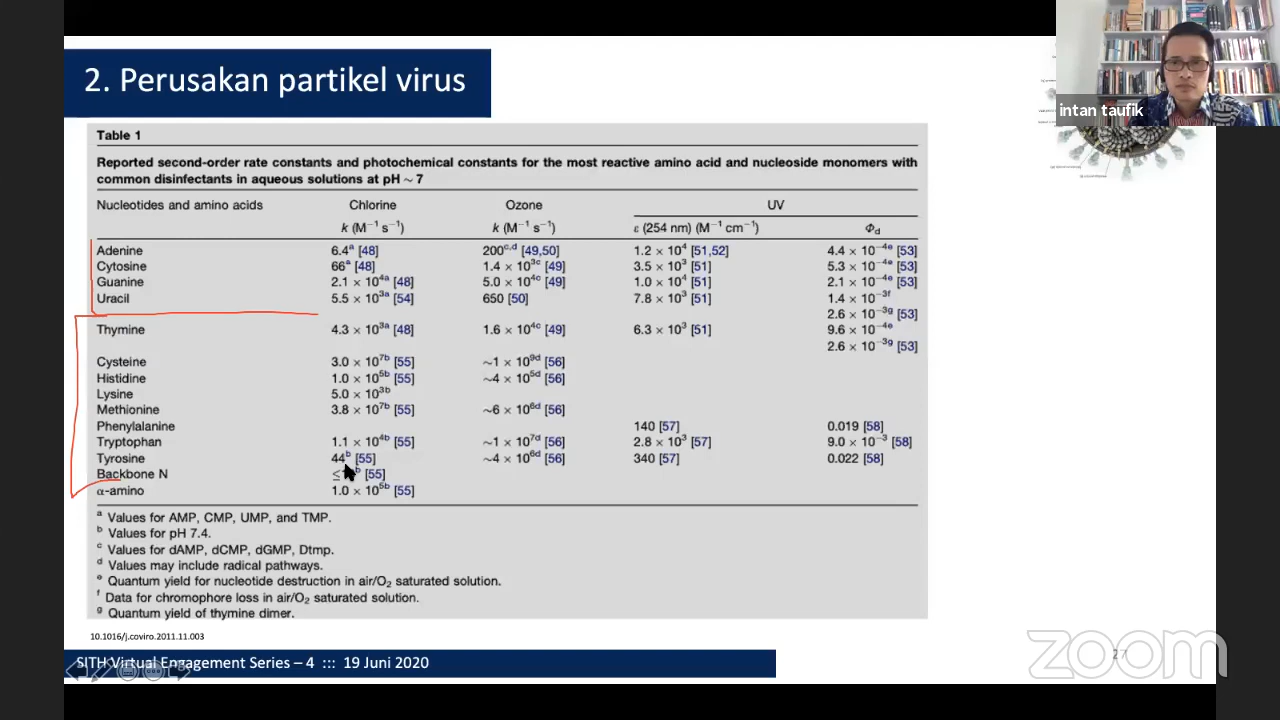 2. Perusakan partikel virus
intan taufik
Table 1
Reported second-order rate constants and photochemical constants for the most reactive amino acid and nucleoside monomers with
common disinfectants in aqueous solutions at pH ~ 7
Nucleotides and amino acids Chlorine Ozone UV
k (M⁻¹ s⁻¹) k (M⁻¹ s⁻¹) ε (254 nm) (M⁻¹ cm⁻¹) Φd
Adenine 6.4ᵃ [48] 200ᶜ,ᵈ [49,50] 1.2 × 10⁴ [51,52] 4.4 × 10⁻⁴ᵉ [53]
Cytosine 66ᵃ [48] 1.4 × 10³ᶜ [49] 3.5 × 10³ [51] 5.3 × 10⁻⁴ᵉ [53]
Guanine 2.1 × 10⁴ᵃ [48] 5.0 × 10⁴ᶜ [49] 1.0 × 10⁴ [51] 2.1 × 10⁻⁴ᵉ [53]
Uracil 5.5 × 10³ᵃ [54] 650 [50] 7.8 × 10³ [51] 1.4 × 10⁻³ᶠ
2.6 × 10⁻³ᵍ [53]
Thymine 4.3 × 10³ᵃ [48] 1.6 × 10⁴ᶜ [49] 6.3 × 10³ [51] 9.6 × 10⁻⁴ᵉ
2.6 × 10⁻³ᵍ [53]
Cysteine 3.0 × 10⁷ᵇ [55] ~1 × 10⁹ᵈ [56]
Histidine 1.0 × 10⁵ᵇ [55] ~4 × 10⁵ᵈ [56]
Lysine 5.0 × 10³ᵇ
Methionine 3.8 × 10⁷ᵇ [55] ~6 × 10⁶ᵈ [56]
Phenylalanine 140 [57] 0.019 [58]
Tryptophan 1.1 × 10⁴ᵇ [55] ~1 × 10⁷ᵈ [56] 2.8 × 10³ [57] 9.0 × 10⁻³ [58]
Tyrosine 44ᵇ [55] ~4 × 10⁶ᵈ [56] 340 [57] 0.022 [58]
Backbone N ≤ ᵇ [55]
α-amino 1.0 × 10⁵ᵇ [55]
ᵃ Values for AMP, CMP, UMP, and TMP.
ᵇ Values for pH 7.4.
ᶜ Values for dAMP, dCMP, dGMP, Dtmp.
ᵈ Values may include radical pathways.
ᵉ Quantum yield for nucleotide destruction in air/O₂ saturated solution.
ᶠ Data for chromophore loss in air/O₂ saturated solution.
ᵍ Quantum yield of thymine dimer.
10.1016/j.coviro.2011.11.003
SITH Virtual Engagement Series – 4 ::: 19 Juni 2020
27
zoom